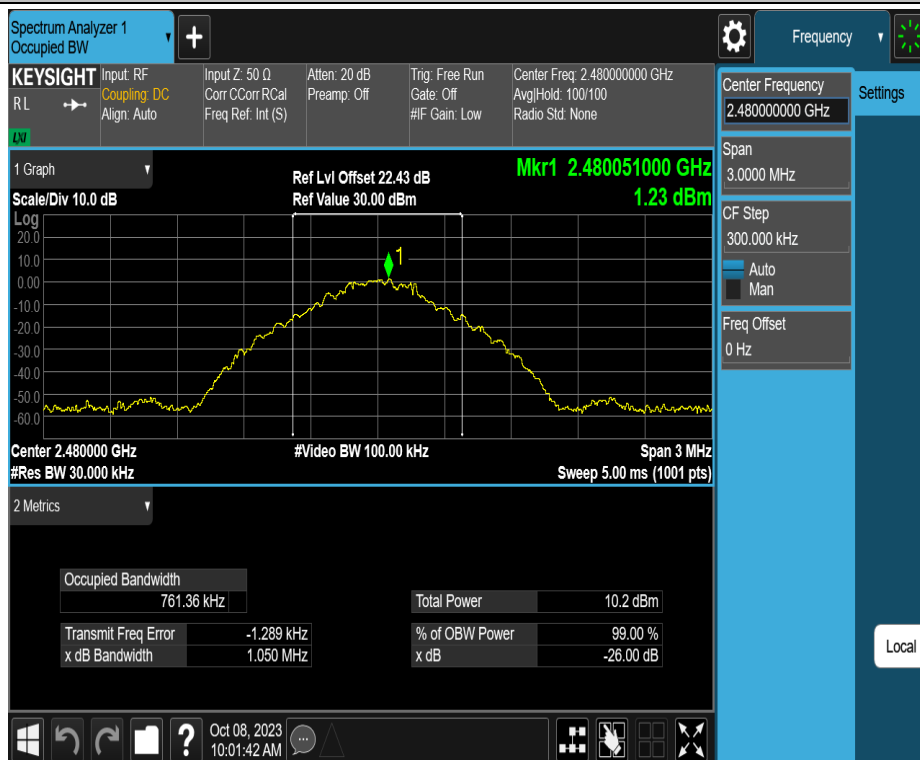 Spectrum Analyzer 1
Occupied BW
+
Frequency
KEYSIGHT
RL
LXI
Input: RF
Coupling: DC
Align: Auto
Input Z: 50 Ω
Corr CCorr RCal
Freq Ref: Int (S)
Atten: 20 dB
Preamp: Off
Trig: Free Run
Gate: Off
#IF Gain: Low
Center Freq: 2.480000000 GHz
Avg|Hold: 100/100
Radio Std: None
Center Frequency
2.480000000 GHz
Settings
Span
3.0000 MHz
CF Step
300.000 kHz
Auto
Man
Freq Offset
0 Hz
1 Graph
Scale/Div 10.0 dB
Ref Lvl Offset 22.43 dB
Ref Value 30.00 dBm
Mkr1 2.480051000 GHz
1.23 dBm
Log
20.0
10.0
0.00
-10.0
-20.0
-30.0
-40.0
-50.0
-60.0
1
Center 2.480000 GHz
#Res BW 30.000 kHz
#Video BW 100.00 kHz
Span 3 MHz
Sweep 5.00 ms (1001 pts)
2 Metrics
Occupied Bandwidth
761.36 kHz
Transmit Freq Error -1.289 kHz
x dB Bandwidth 1.050 MHz
Total Power 10.2 dBm
% of OBW Power 99.00 %
x dB -26.00 dB
Local
?
Oct 08, 2023
10:01:42 AM